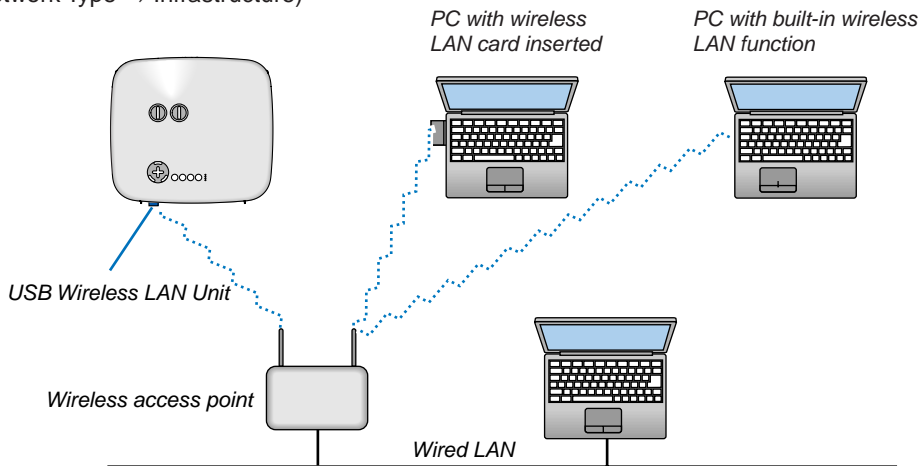 Infrastructure)
PC with wireless
LAN card inserted
PC with built-in wireless
LAN function
USB Wireless LAN Unit
Wireless access point
Wired LAN